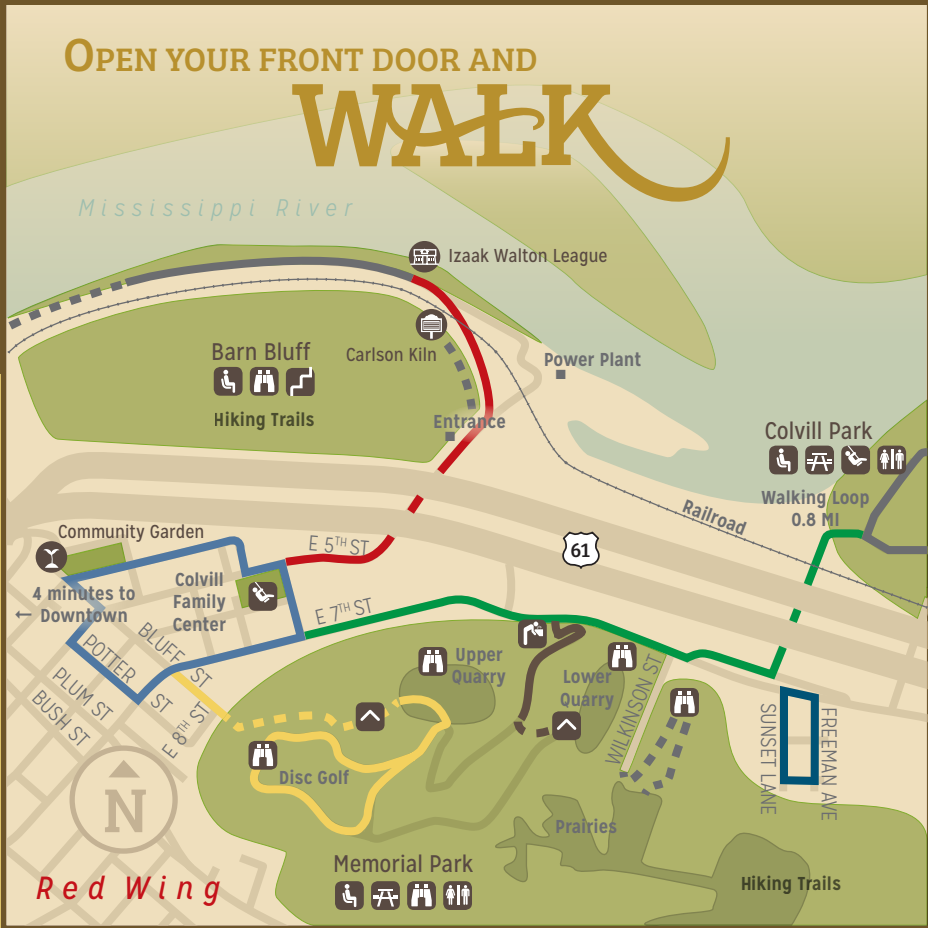 OPEN YOUR FRONT DOOR AND
WALK
Mississippi River
Izaak Walton League
Carlson Kiln
Barn Bluff
Hiking Trails
Power Plant
Entrance
Colvill Park
Walking Loop
0.8 MI
Railroad
61
Community Garden
E 5TH ST
4 minutes to
← Downtown
Colvill
Family
Center
E 7TH ST
BLUFF ST
POTTER ST
PLUM ST
BUSH ST
E 8TH ST
Upper
Quarry
Lower
Quarry
WILKINSON ST
SUNSET LANE
FREEMAN AVE
Disc Golf
N
Prairies
Memorial Park
Hiking Trails
Red Wing